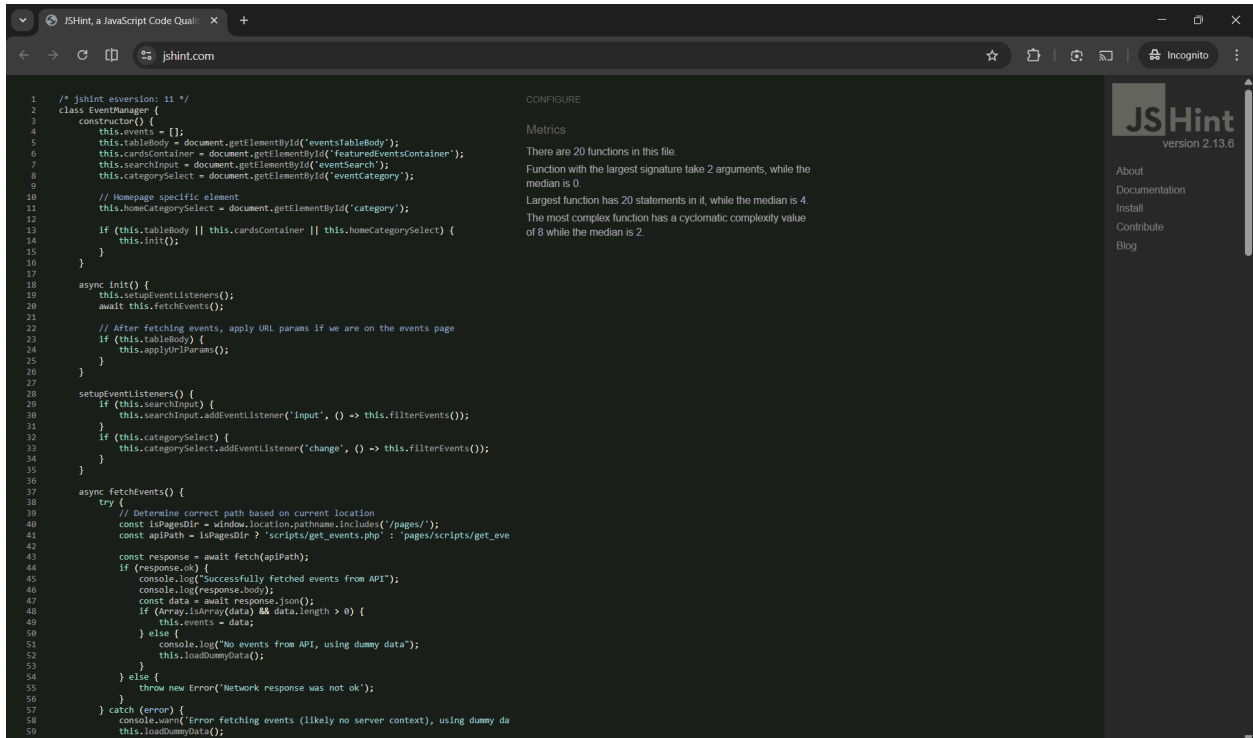 JSHint, a JavaScript Code Qualit
jshint.com
Incognito
1 /* jshint esversion: 11 */
2 class EventManager {
3 constructor() {
4 this.events = [];
5 this.tableBody = document.getElementById('eventsTableBody');
6 this.cardsContainer = document.getElementById('featuredEventsContainer');
7 this.searchInput = document.getElementById('eventSearch');
8 this.categorySelect = document.getElementById('eventCategory');
9
10 // Homepage specific element
11 this.homeCategorySelect = document.getElementById('category');
12
13 if (this.tableBody || this.cardsContainer || this.homeCategorySelect) {
14 this.init();
15 }
16 }
17
18 async init() {
19 this.setupEventListeners();
20 await this.fetchEvents();
21
22 // After fetching events, apply URL params if we are on the events page
23 if (this.tableBody) {
24 this.applyUrlParams();
25 }
26 }
27
28 setupEventListeners() {
29 if (this.searchInput) {
30 this.searchInput.addEventListener('input', () => this.filterEvents());
31 }
32 if (this.categorySelect) {
33 this.categorySelect.addEventListener('change', () => this.filterEvents());
34 }
35 }
36
37 async fetchEvents() {
38 try {
39 // Determine correct path based on current location
40 const isPagesDir = window.location.pathname.includes('/pages/');
41 const apiPath = isPagesDir ? 'scripts/get_events.php' : 'pages/scripts/get_eve
42
43 const response = await fetch(apiPath);
44 if (response.ok) {
45 console.log("Successfully fetched events from API");
46 console.log(response.body);
47 const data = await response.json();
48 if (Array.isArray(data) && data.length > 0) {
49 this.events = data;
50 } else {
51 console.log("No events from API, using dummy data");
52 this.loadDummyData();
53 }
54 } else {
55 throw new Error('Network response was not ok');
56 }
57 } catch (error) {
58 console.warn('Error fetching events (likely no server context), using dummy da
59 this.loadDummyData();
CONFIGURE
Metrics
There are 20 functions in this file.
Function with the largest signature take 2 arguments, while the
median is 0.
Largest function has 20 statements in it, while the median is 4.
The most complex function has a cyclomatic complexity value
of 8 while the median is 2.
JSHint
version 2.13.6
About
Documentation
Install
Contribute
Blog